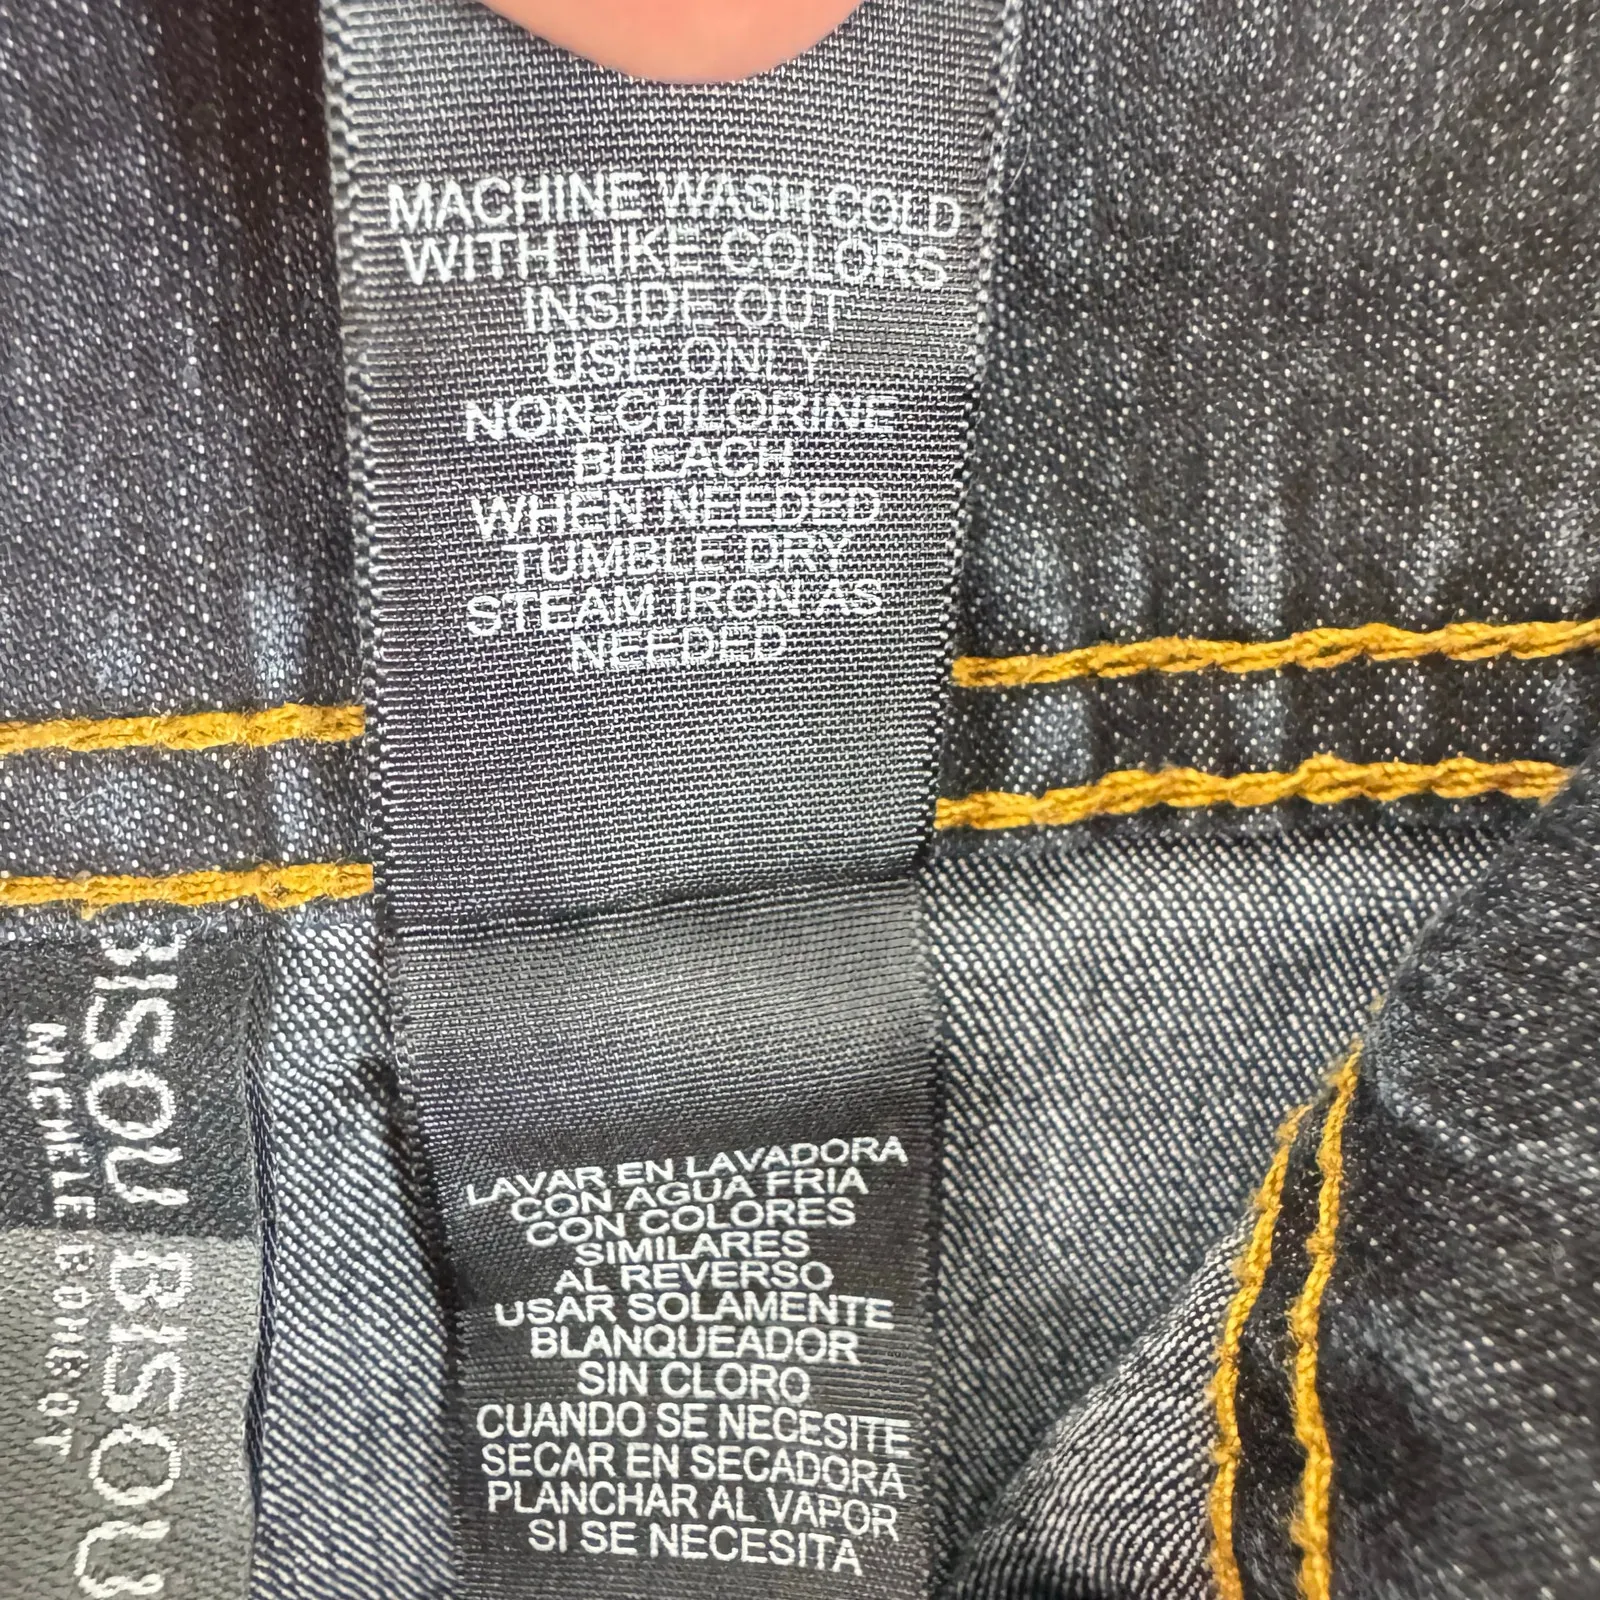 MACHINE WASH COLD
WITH LIKE COLORS
INSIDE OUT
USE ONLY
NON-CHLORINE
BLEACH
WHEN NEEDED
TUMBLE DRY
STEAM IRON AS
NEEDED
LAVAR EN LAVADORA
CON AGUA FRIA
CON COLORES
SIMILARES
AL REVERSO
USAR SOLAMENTE
BLANQUEADOR
SIN CLORO
CUANDO SE NECESITE
SECAR EN SECADORA
PLANCHAR AL VAPOR
SI SE NECESITA
BISOU BISOU
MICHELE BOHBOT